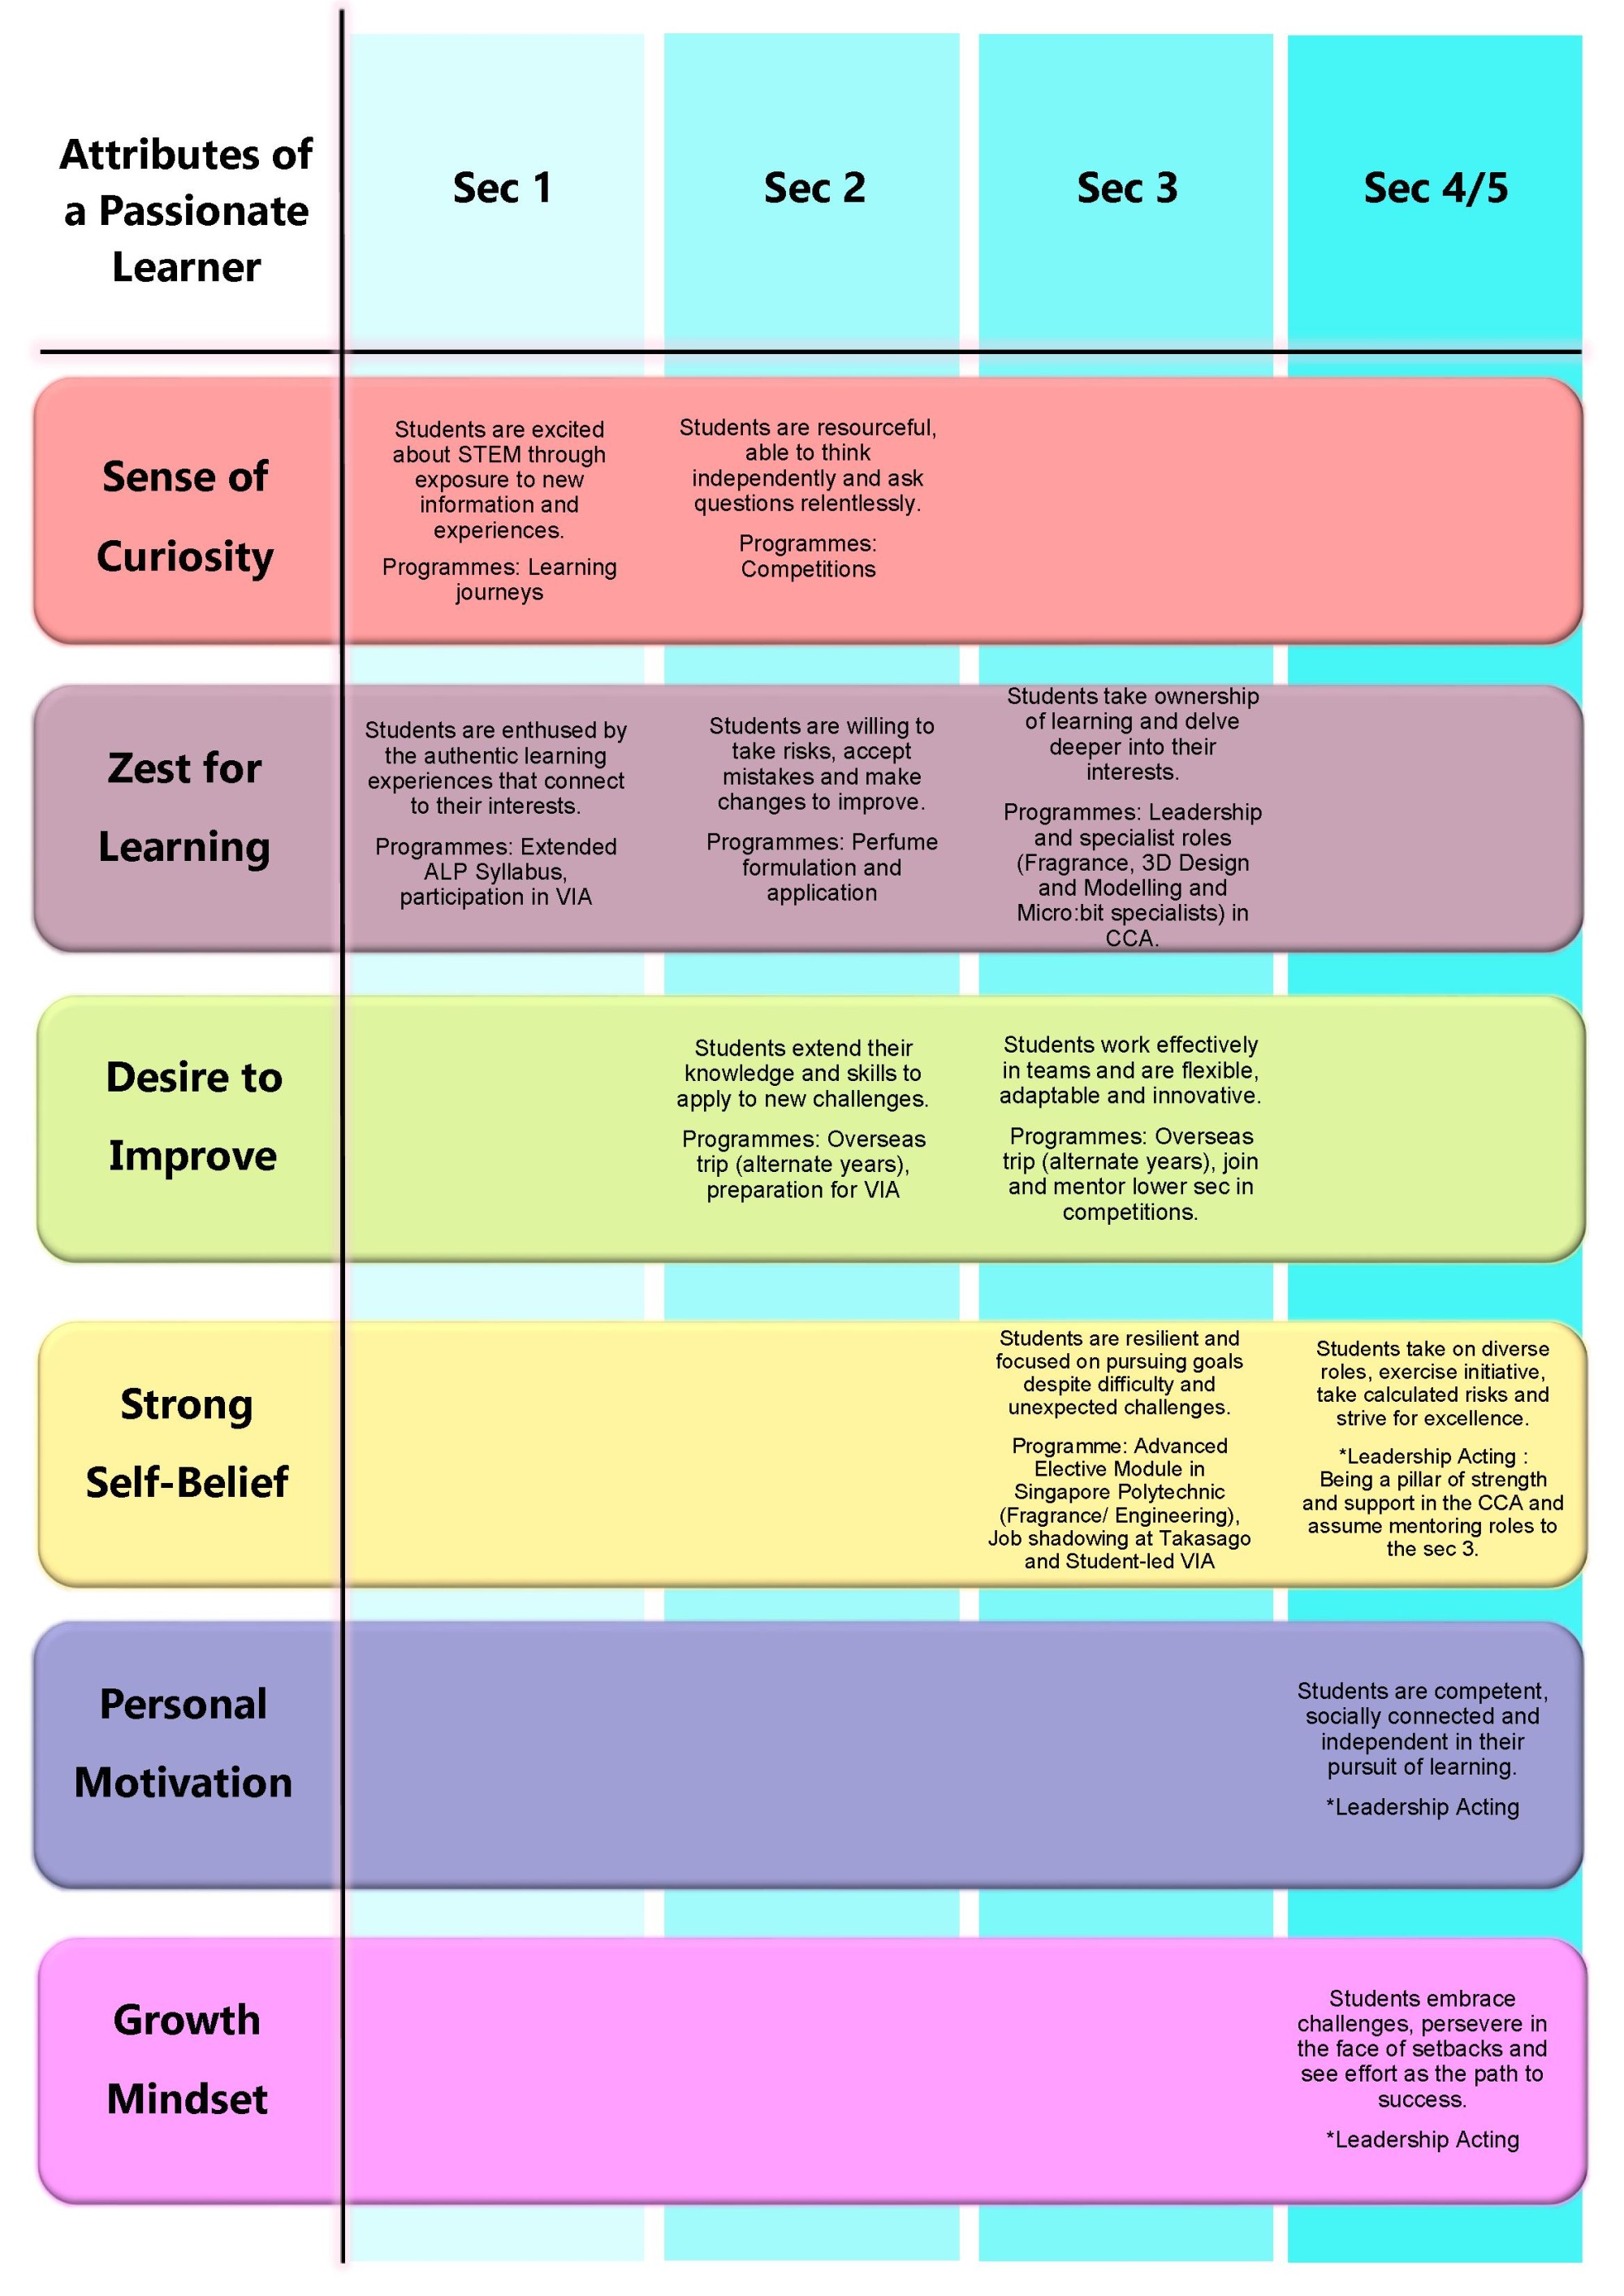 Attributes of
a Passionate
Learner
Sec 1
Sec 2
Sec 3
Sec 4/5
Sense of
Curiosity
Students are excited
about STEM through
exposure to new
information and
experiences.
Programmes: Learning
journeys
Students are resourceful,
able to think
independently and ask
questions relentlessly.
Programmes:
Competitions
Zest for
Learning
Students are enthused by
the authentic learning
experiences that connect
to their interests.
Programmes: Extended
ALP Syllabus,
participation in VIA
Students are willing to
take risks, accept
mistakes and make
changes to improve.
Programmes: Perfume
formulation and
application
Students take ownership
of learning and delve
deeper into their
interests.
Programmes: Leadership
and specialist roles
(Fragrance, 3D Design
and Modelling and
Micro:bit specialists) in
CCA.
Desire to
Improve
Students extend their
knowledge and skills to
apply to new challenges.
Programmes: Overseas
trip (alternate years),
preparation for VIA
Students work effectively
in teams and are flexible,
adaptable and innovative.
Programmes: Overseas
trip (alternate years), join
and mentor lower sec in
competitions.
Strong
Self-Belief
Students are resilient and
focused on pursuing goals
despite difficulty and
unexpected challenges.
Programme: Advanced
Elective Module in
Singapore Polytechnic
(Fragrance/ Engineering),
Job shadowing at Takasago
and Student-led VIA
Students take on diverse
roles, exercise initiative,
take calculated risks and
strive for excellence.
*Leadership Acting :
Being a pillar of strength
and support in the CCA and
assume mentoring roles to
the sec 3.
Personal
Motivation
Students are competent,
socially connected and
independent in their
pursuit of learning.
*Leadership Acting
Growth
Mindset
Students embrace
challenges, persevere in
the face of setbacks and
see effort as the path to
success.
*Leadership Acting